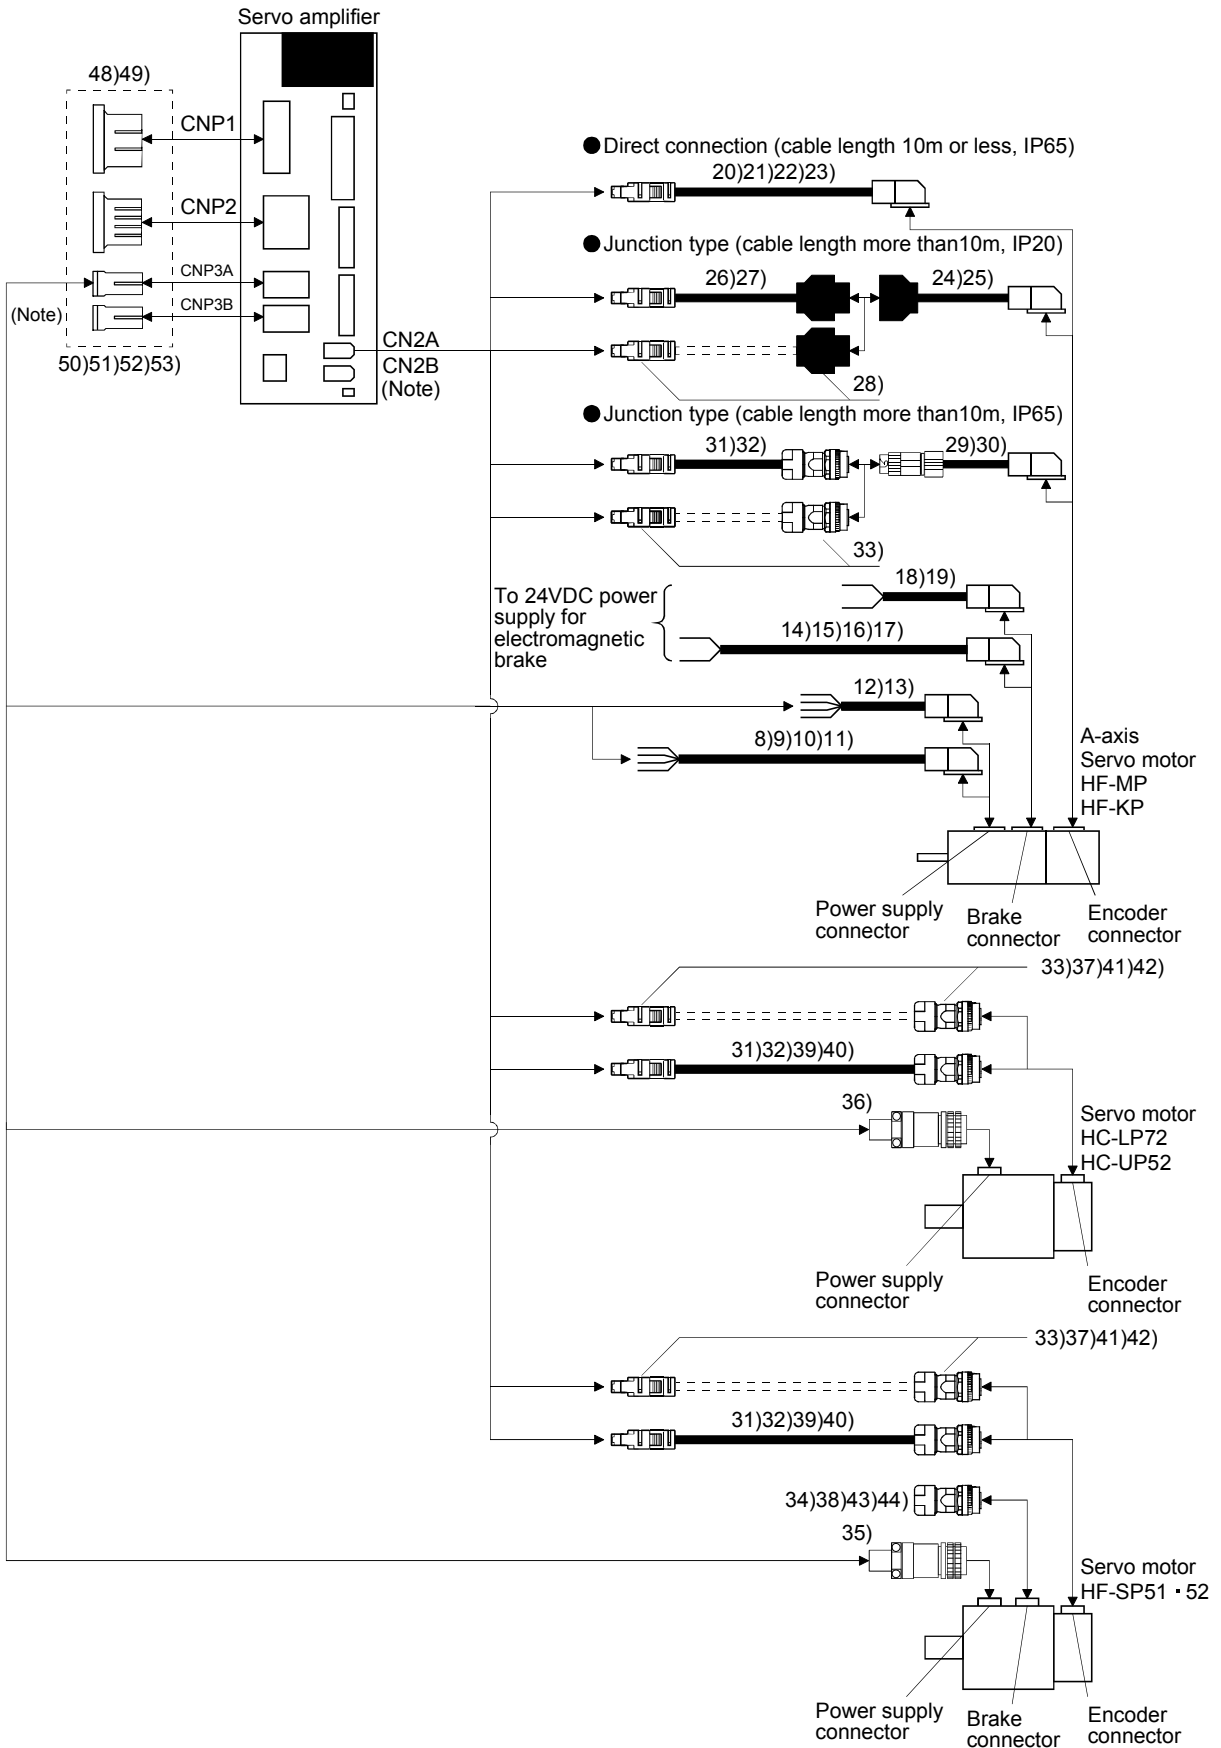 Servo amplifier
48)49)
CNP1
CNP2
CNP3A
CNP3B
(Note)
50)51)52)53)
CN2A
CN2B
(Note)
●Direct connection (cable length 10m or less, IP65)
20)21)22)23)
●Junction type (cable length more than10m, IP20)
26)27)
24)25)
28)
●Junction type (cable length more than10m, IP65)
31)32)
29)30)
33)
18)19)
To 24VDC power
supply for
electromagnetic
brake
14)15)16)17)
12)13)
8)9)10)11)
A-axis
Servo motor
HF-MP
HF-KP
Power supply
connector
Brake
connector
Encoder
connector
33)37)41)42)
31)32)39)40)
36)
Servo motor
HC-LP72
HC-UP52
Power supply
connector
Encoder
connector
33)37)41)42)
31)32)39)40)
34)38)43)44)
35)
Servo motor
HF-SP51・52
Power supply
connector
Brake
connector
Encoder
connector